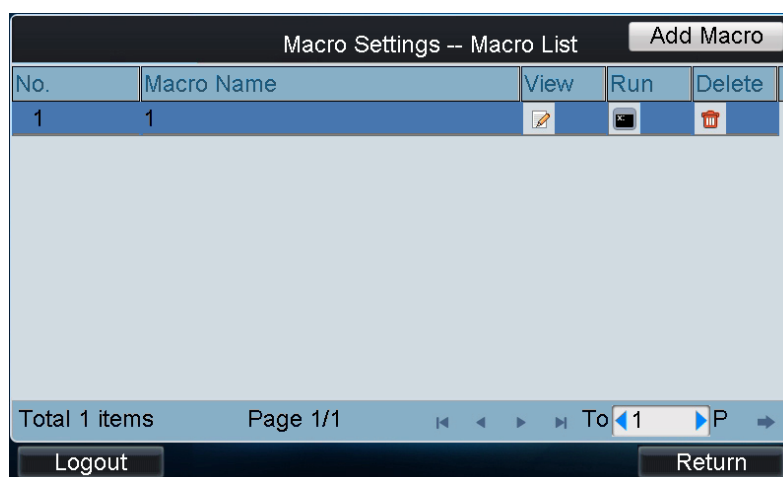 Macro Settings -- Macro List Add Macro
No. Macro Name View Run Delete
1 1
Total 1 items Page 1/1 To 1 P
Logout Return